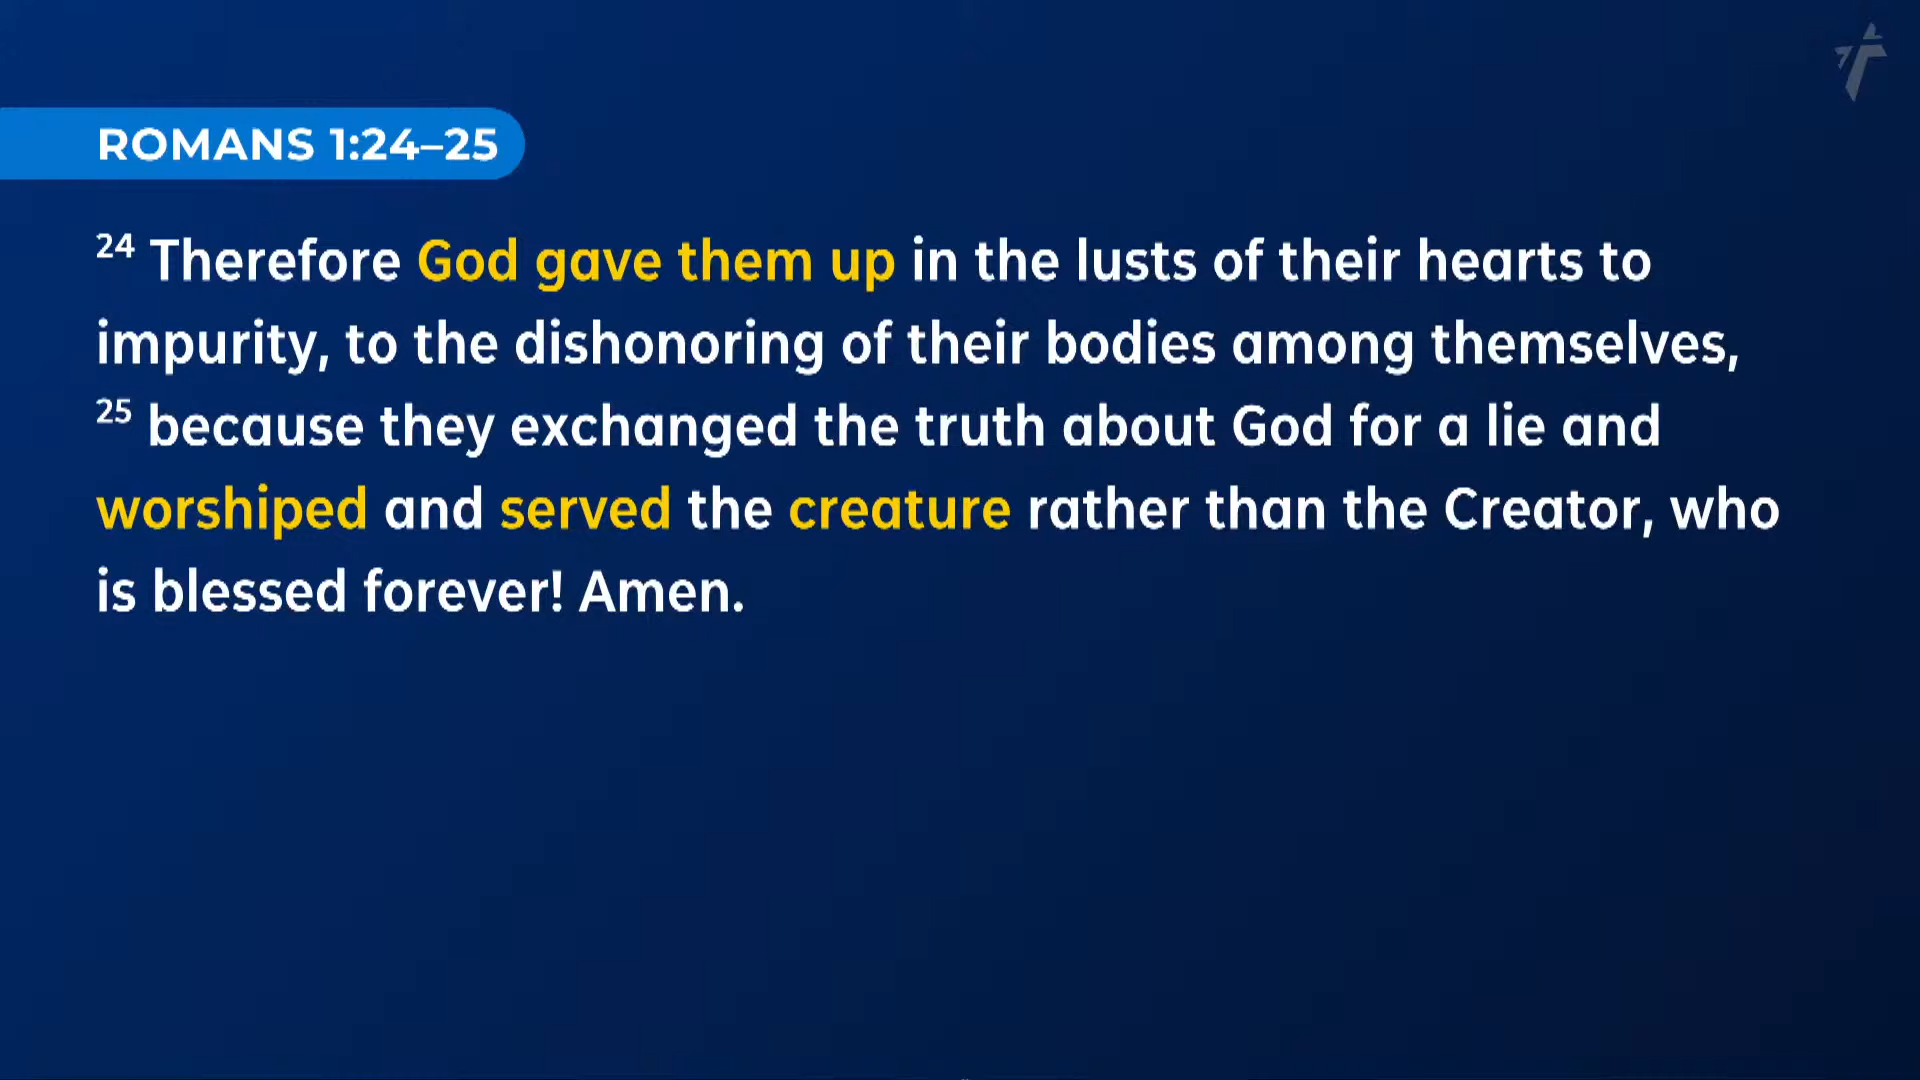 ROMANS 1:24–25
24 Therefore God gave them up in the lusts of their hearts to
impurity, to the dishonoring of their bodies among themselves,
25 because they exchanged the truth about God for a lie and
worshiped and served the creature rather than the Creator, who
is blessed forever! Amen.